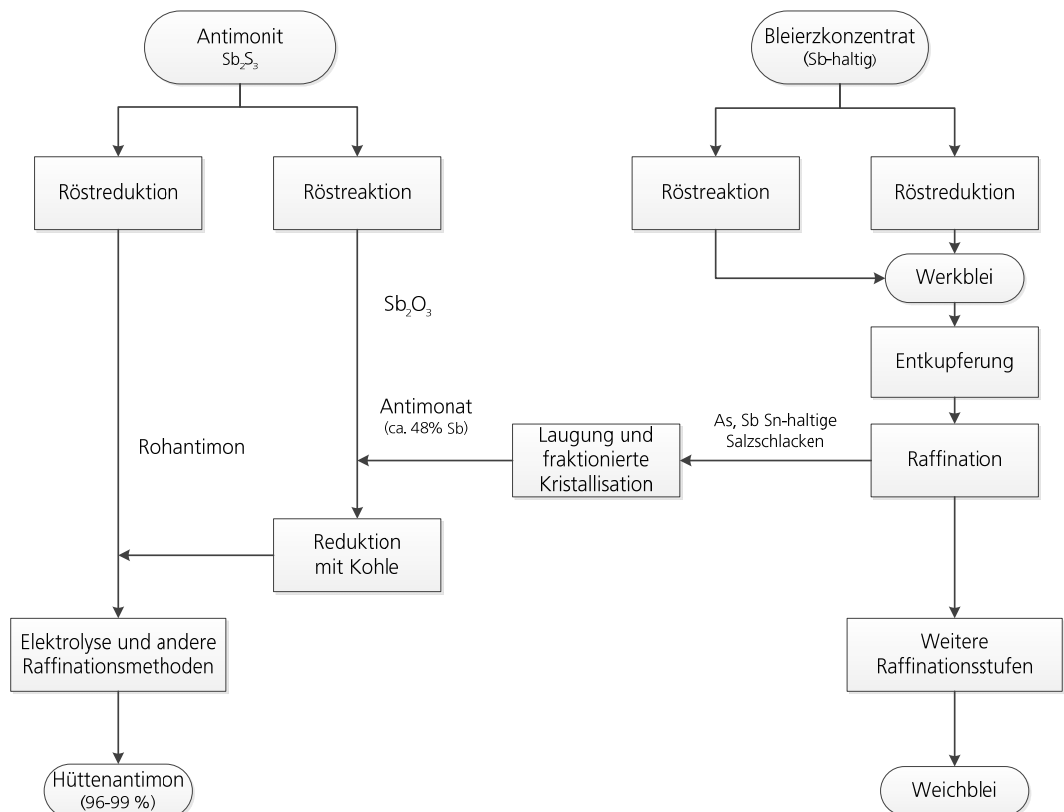 Antimonit
Sb₂S₃
Bleierzkonzentrat
(Sb-haltig)
Röstreduktion
Röstreaktion
Röstreaktion
Röstreduktion
Werkblei
Sb₂O₃
Entkupferung
Antimonat
(ca. 48% Sb)
As, Sb Sn-haltige
Salzschlacken
Rohantimon
Laugung und
fraktionierte
Kristallisation
Raffination
Reduktion
mit Kohle
Elektrolyse und andere
Raffinationsmethoden
Weitere
Raffinationsstufen
Hüttenantimon
(96-99 %)
Weichblei